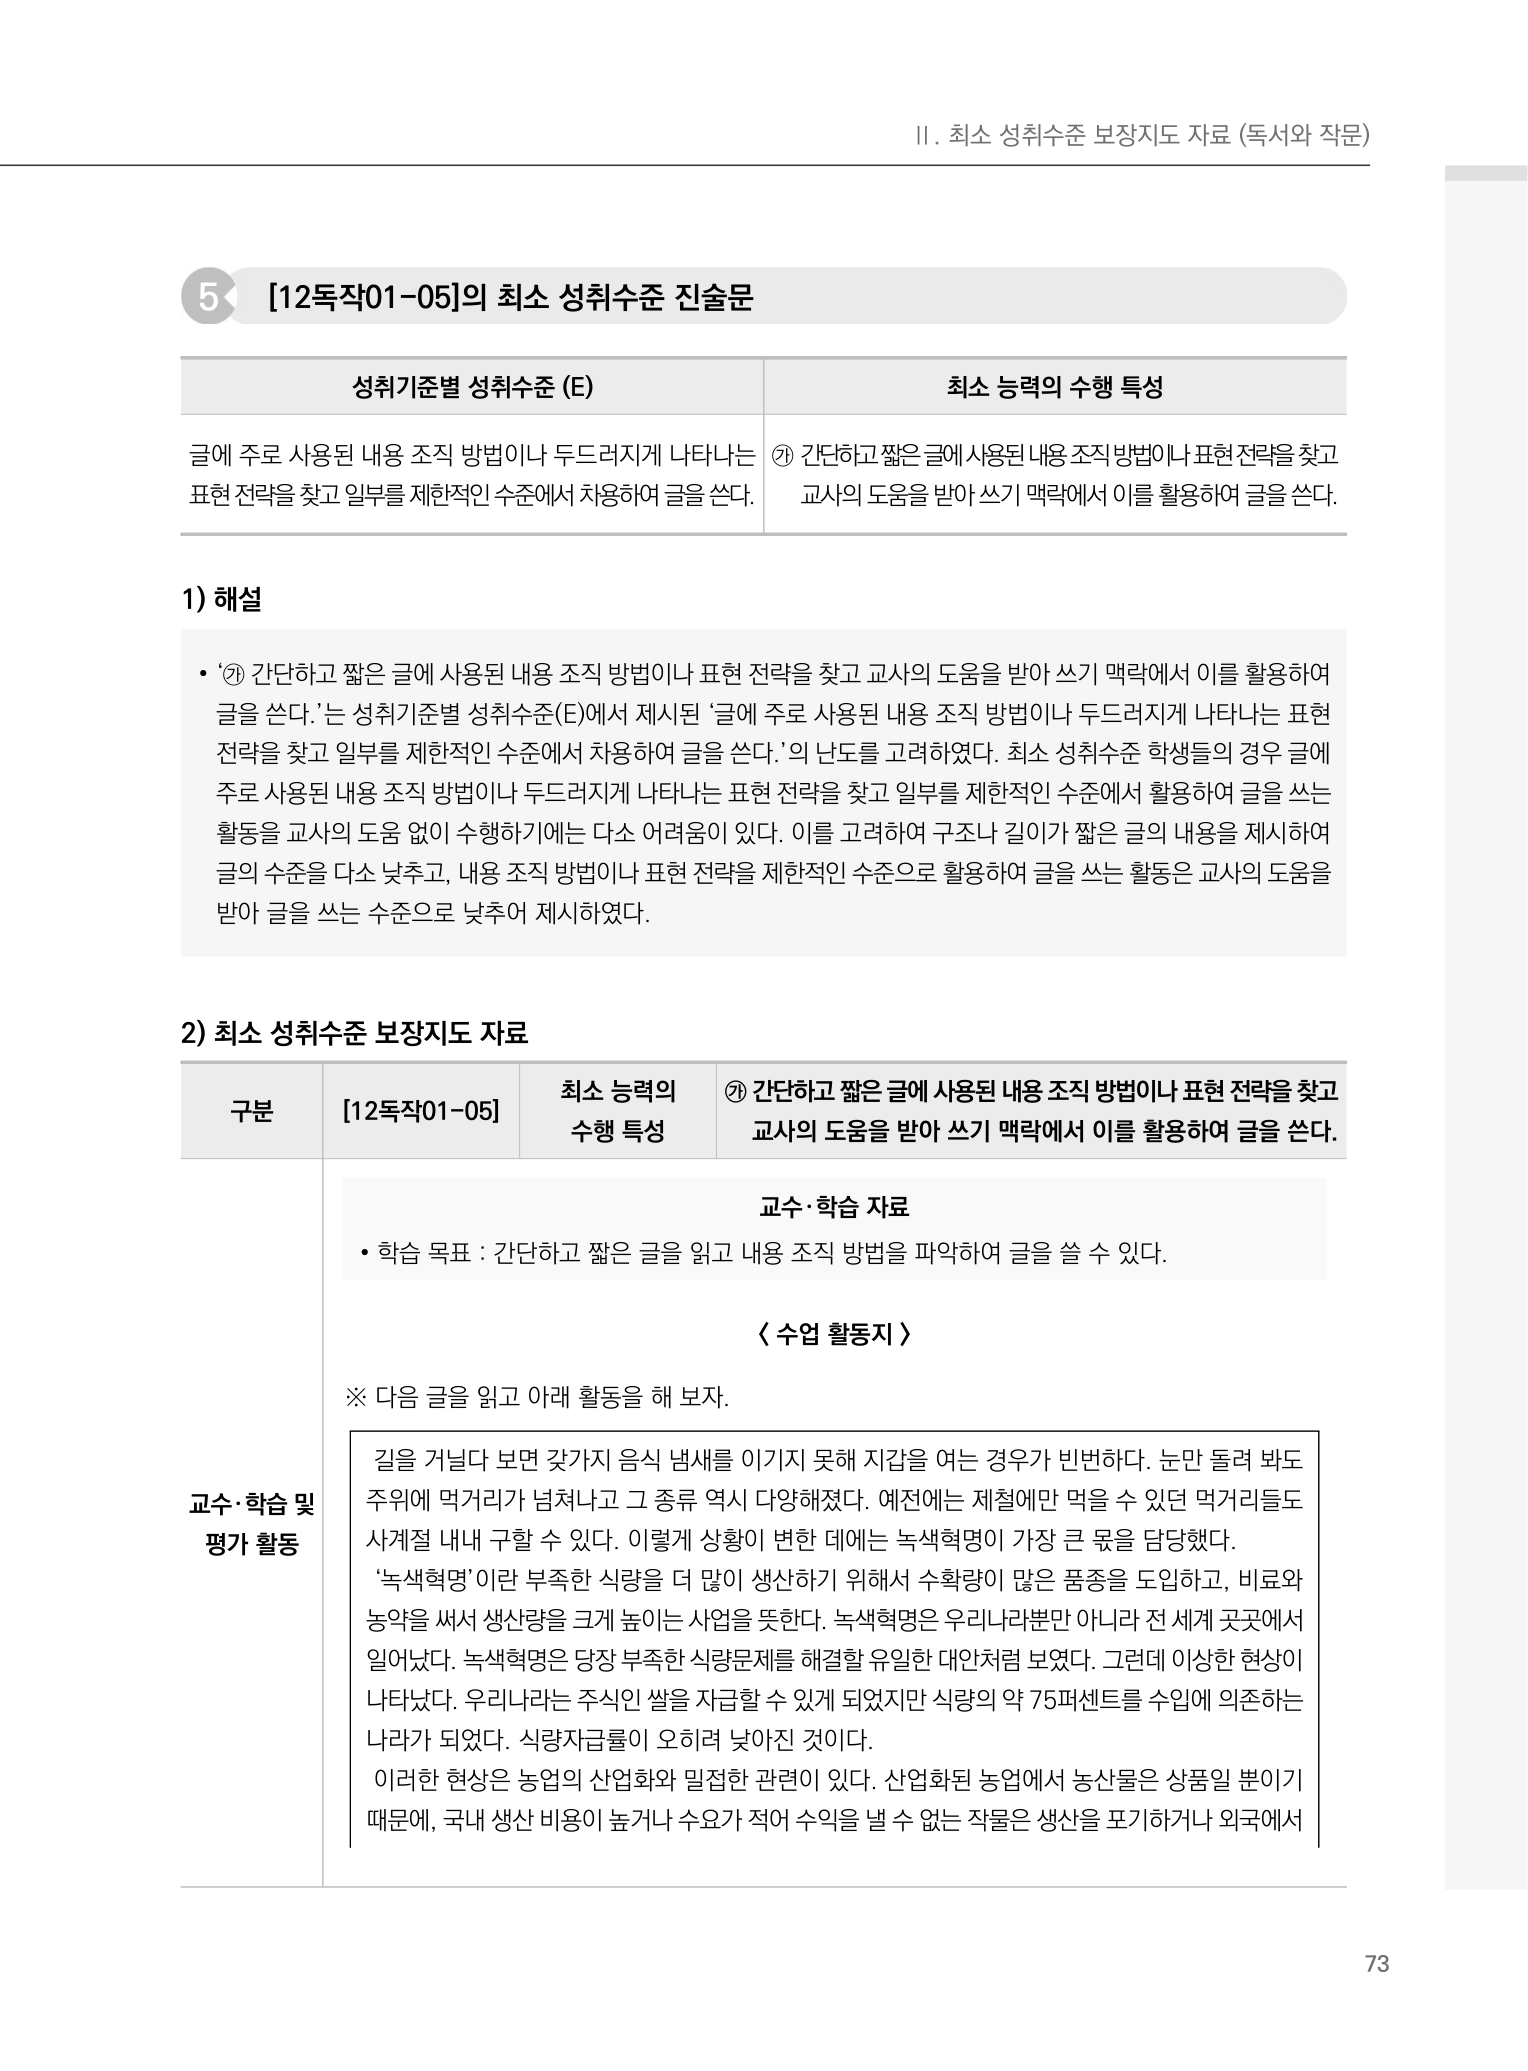 Ⅱ. 최소 성취수준 보장지도 자료 (독서와 작문)
5 [12독작01-05]의 최소 성취수준 진술문
성취기준별 성취수준 (E) 최소 능력의 수행 특성
글에 주로 사용된 내용 조직 방법이나 두드러지게 나타나는
표현 전략을 찾고 일부를 제한적인 수준에서 차용하여 글을 쓴다.
㉮ 간단하고 짧은 글에 사용된 내용 조직 방법이나 표현 전략을 찾고
교사의 도움을 받아 쓰기 맥락에서 이를 활용하여 글을 쓴다.
1) 해설
• ‘㉮ 간단하고 짧은 글에 사용된 내용 조직 방법이나 표현 전략을 찾고 교사의 도움을 받아 쓰기 맥락에서 이를 활용하여
글을 쓴다.’는 성취기준별 성취수준(E)에서 제시된 ‘글에 주로 사용된 내용 조직 방법이나 두드러지게 나타나는 표현
전략을 찾고 일부를 제한적인 수준에서 차용하여 글을 쓴다.’의 난도를 고려하였다. 최소 성취수준 학생들의 경우 글에
주로 사용된 내용 조직 방법이나 두드러지게 나타나는 표현 전략을 찾고 일부를 제한적인 수준에서 활용하여 글을 쓰는
활동을 교사의 도움 없이 수행하기에는 다소 어려움이 있다. 이를 고려하여 구조나 길이가 짧은 글의 내용을 제시하여
글의 수준을 다소 낮추고, 내용 조직 방법이나 표현 전략을 제한적인 수준으로 활용하여 글을 쓰는 활동은 교사의 도움을
받아 글을 쓰는 수준으로 낮추어 제시하였다.
2) 최소 성취수준 보장지도 자료
구분 [12독작01-05]
최소 능력의
수행 특성
㉮ 간단하고 짧은 글에 사용된 내용 조직 방법이나 표현 전략을 찾고
교사의 도움을 받아 쓰기 맥락에서 이를 활용하여 글을 쓴다.
교수·학습 및
평가 활동
교수·학습 자료
• 학습 목표 : 간단하고 짧은 글을 읽고 내용 조직 방법을 파악하여 글을 쓸 수 있다.
〈 수업 활동지 〉
※ 다음 글을 읽고 아래 활동을 해 보자.
길을 거닐다 보면 갖가지 음식 냄새를 이기지 못해 지갑을 여는 경우가 빈번하다. 눈만 돌려 봐도
주위에 먹거리가 넘쳐나고 그 종류 역시 다양해졌다. 예전에는 제철에만 먹을 수 있던 먹거리들도
사계절 내내 구할 수 있다. 이렇게 상황이 변한 데에는 녹색혁명이 가장 큰 몫을 담당했다.
‘녹색혁명’이란 부족한 식량을 더 많이 생산하기 위해서 수확량이 많은 품종을 도입하고, 비료와
농약을 써서 생산량을 크게 높이는 사업을 뜻한다. 녹색혁명은 우리나라뿐만 아니라 전 세계 곳곳에서
일어났다. 녹색혁명은 당장 부족한 식량문제를 해결할 유일한 대안처럼 보였다. 그런데 이상한 현상이
나타났다. 우리나라는 주식인 쌀을 자급할 수 있게 되었지만 식량의 약 75퍼센트를 수입에 의존하는
나라가 되었다. 식량자급률이 오히려 낮아진 것이다.
이러한 현상은 농업의 산업화와 밀접한 관련이 있다. 산업화된 농업에서 농산물은 상품일 뿐이기
때문에, 국내 생산 비용이 높거나 수요가 적어 수익을 낼 수 없는 작물은 생산을 포기하거나 외국에서
73